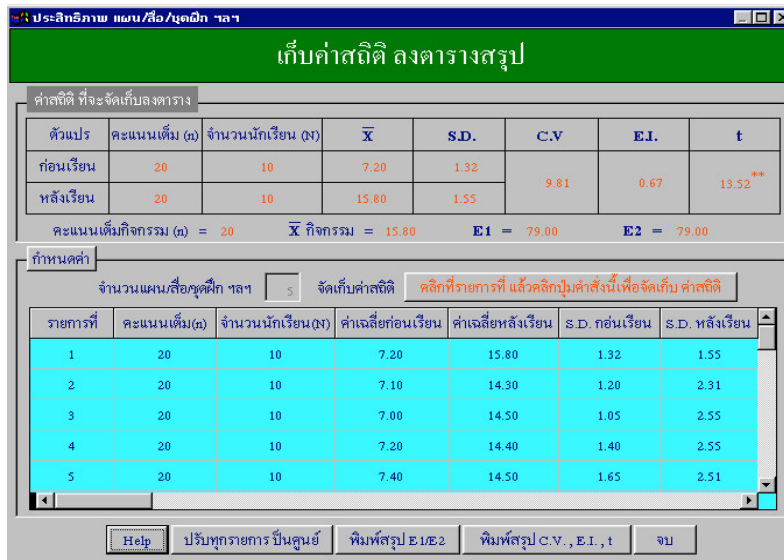 ประสิทธิภาพ แผน/สื่อ/ชุดฝึก ฯลฯ
เก็บค่าสถิติ ลงตารางสรุป
ค่าสถิติ ที่จะจัดเก็บลงตาราง
ตัวแปร คะแนนเต็ม (n) จำนวนนักเรียน (N) X̄ S.D. C.V E.I. t
ก่อนเรียน 20 10 7.20 1.32 9.81 0.67 13.52**
หลังเรียน 20 10 15.80 1.55
คะแนนเต็มกิจกรรม (n) = 20 X̄ กิจกรรม = 15.80 E1 = 79.00 E2 = 79.00
กำหนดค่า
จำนวนแผน/สื่อ/ชุดฝึก ฯลฯ 5 จัดเก็บค่าสถิติ คลิกที่รายการที่ แล้วคลิกปุ่มคำสั่งนี้เพื่อจัดเก็บ ค่าสถิติ
รายการที่ คะแนนเต็ม(n) จำนวนนักเรียน(N) ค่าเฉลี่ยก่อนเรียน ค่าเฉลี่ยหลังเรียน S.D. กอ่นเรียน S.D. หลังเรียน
1 20 10 7.20 15.80 1.32 1.55
2 20 10 7.10 14.30 1.20 2.31
3 20 10 7.00 14.50 1.05 2.55
4 20 10 7.20 14.40 1.40 2.55
5 20 10 7.40 14.50 1.65 2.51
Help ปรับทุกรายการ ป็นศูนย์ พิมพ์สรุป E1/E2 พิมพ์สรุป C.V. , E.I. , t จบ